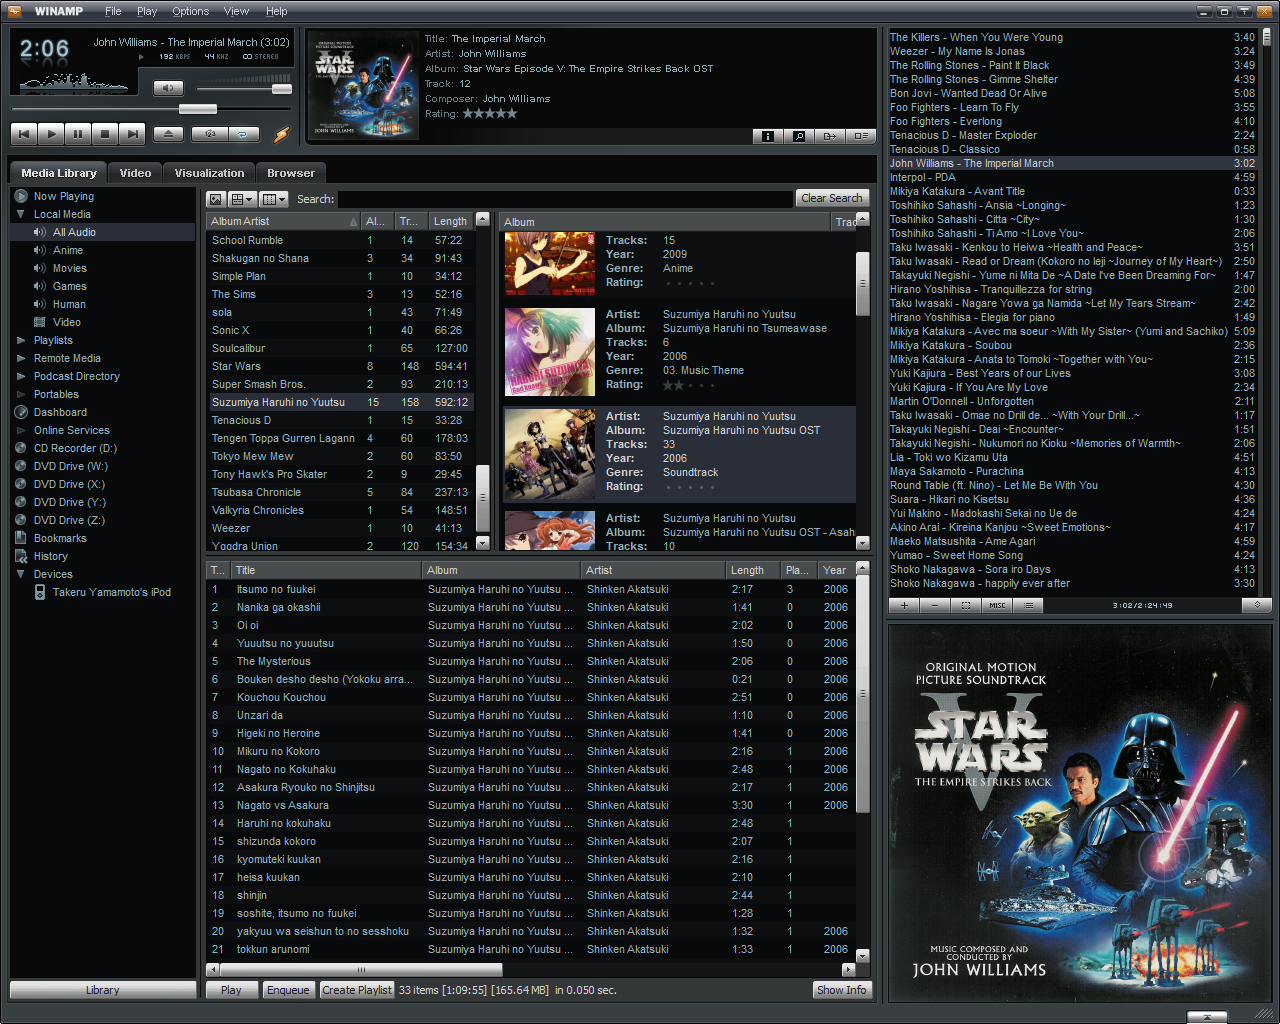 WINAMP File Play Options View Help
2:06
John Williams - The Imperial March (3:02)
192 KBPS 44 KHZ STEREO
Title: The Imperial March
Artist: John Williams
Album: Star Wars Episode V: The Empire Strikes Back OST
Track: 12
Composer: John Williams
Rating: ★★★★★
Media Library Video Visualization Browser
Now Playing
Local Media
All Audio
Anime
Movies
Games
Human
Video
Playlists
Remote Media
Podcast Directory
Portables
Dashboard
Online Services
CD Recorder (D:)
DVD Drive (W:)
DVD Drive (X:)
DVD Drive (Y:)
DVD Drive (Z:)
Bookmarks
History
Devices
Takeru Yamamoto's iPod
Library
Search: Clear Search
Album Artist Al... Tr... Length
School Rumble 1 14 57:22
Shakugan no Shana 3 34 91:43
Simple Plan 1 10 34:12
The Sims 3 13 52:16
sola 1 43 71:49
Sonic X 1 40 66:26
Soulcalibur 1 65 127:00
Star Wars 8 148 594:41
Super Smash Bros. 2 93 210:13
Suzumiya Haruhi no Yuutsu 15 158 592:12
Tenacious D 1 15 33:28
Tengen Toppa Gurren Lagann 4 60 178:03
Tokyo Mew Mew 2 60 83:50
Tony Hawk's Pro Skater 2 9 29:45
Tsubasa Chronicle 5 84 237:13
Valkyria Chronicles 1 54 148:51
Weezer 1 10 41:13
Yggdra Union 2 120 154:34
Album Trac
Tracks: 15
Year: 2009
Genre: Anime
Rating:
Artist: Suzumiya Haruhi no Yuutsu
Album: Suzumiya Haruhi no Tsumeawase
Tracks: 6
Year: 2006
Genre: 03. Music Theme
Rating: ★★
HARUHI SUZUMIYA
Artist: Suzumiya Haruhi no Yuutsu
Album: Suzumiya Haruhi no Yuutsu OST
Tracks: 33
Year: 2006
Genre: Soundtrack
Rating:
Artist: Suzumiya Haruhi no Yuutsu
Album: Suzumiya Haruhi no Yuutsu OST - Asah
Tracks: 10
T... Title Album Artist Length Pla... Year
1 Itsumo no fuukei Suzumiya Haruhi no Yuutsu ... Shinken Akatsuki 2:17 3 2006
2 Nanika ga okashii Suzumiya Haruhi no Yuutsu ... Shinken Akatsuki 1:41 0 2006
3 Oi oi Suzumiya Haruhi no Yuutsu ... Shinken Akatsuki 2:02 0 2006
4 Yuuutsu no yuuutsu Suzumiya Haruhi no Yuutsu ... Shinken Akatsuki 1:50 0 2006
5 The Mysterious Suzumiya Haruhi no Yuutsu ... Shinken Akatsuki 2:06 0 2006
6 Bouken desho desho (Yokoku arra... Suzumiya Haruhi no Yuutsu ... Shinken Akatsuki 0:21 0 2006
7 Kouchou Kouchou Suzumiya Haruhi no Yuutsu ... Shinken Akatsuki 2:51 0 2006
8 Unzari da Suzumiya Haruhi no Yuutsu ... Shinken Akatsuki 1:10 0 2006
9 Higeki no Heroine Suzumiya Haruhi no Yuutsu ... Shinken Akatsuki 1:41 0 2006
10 Mikuru no Kokoro Suzumiya Haruhi no Yuutsu ... Shinken Akatsuki 2:16 1 2006
11 Nagato no Kokuhaku Suzumiya Haruhi no Yuutsu ... Shinken Akatsuki 2:48 1 2006
12 Asakura Ryouko no Shinjitsu Suzumiya Haruhi no Yuutsu ... Shinken Akatsuki 2:37 1 2006
13 Nagato vs Asakura Suzumiya Haruhi no Yuutsu ... Shinken Akatsuki 3:30 1 2006
14 Haruhi no kokuhaku Suzumiya Haruhi no Yuutsu ... Shinken Akatsuki 2:48 1
15 shizunda kokoro Suzumiya Haruhi no Yuutsu ... Shinken Akatsuki 2:07 1
16 kyomuteki kuukan Suzumiya Haruhi no Yuutsu ... Shinken Akatsuki 2:16 1
17 heisa kuukan Suzumiya Haruhi no Yuutsu ... Shinken Akatsuki 2:10 1
18 shinjin Suzumiya Haruhi no Yuutsu ... Shinken Akatsuki 2:44 1
19 soshite, itsumo no fuukei Suzumiya Haruhi no Yuutsu ... Shinken Akatsuki 1:28 1
20 yakyuu wa seishun to no sesshoku Suzumiya Haruhi no Yuutsu ... Shinken Akatsuki 1:32 1 2006
21 tokkun arunomi Suzumiya Haruhi no Yuutsu ... Shinken Akatsuki 1:33 1 2006
Play Enqueue Create Playlist 33 items [1:09:55] [165.64 MB] in 0.050 sec. Show Info
The Killers - When You Were Young 3:40
Weezer - My Name Is Jonas 3:24
The Rolling Stones - Paint It Black 3:49
The Rolling Stones - Gimme Shelter 4:39
Bon Jovi - Wanted Dead Or Alive 5:08
Foo Fighters - Learn To Fly 3:55
Foo Fighters - Everlong 4:10
Tenacious D - Master Exploder 2:24
Tenacious D - Classico 0:58
John Williams - The Imperial March 3:02
Interpol - PDA 4:59
Mikiya Katakura - Avant Title 0:33
Toshihiko Sahashi - Ansia ~Longing~ 1:23
Toshihiko Sahashi - Citta ~City~ 1:30
Toshihiko Sahashi - Ti Amo ~I Love You~ 2:06
Taku Iwasaki - Kenkou to Heiwa ~Health and Peace~ 3:51
Taku Iwasaki - Read or Dream (Kokoro no Ieji ~Journey of My Heart~) 2:50
Takayuki Negishi - Yume ni Mita De ~A Date I've Been Dreaming For~ 1:47
Hirano Yoshihisa - Tranquillezza for string 2:00
Taku Iwasaki - Nagare Yowa ga Namida ~Let My Tears Stream~ 2:42
Hirano Yoshihisa - Elegia for piano 1:49
Mikiya Katakura - Avec ma soeur ~With My Sister~ (Yumi and Sachiko) 5:09
Mikiya Katakura - Soubou 2:36
Mikiya Katakura - Anata to Tomoki ~Together with You~ 2:15
Yuki Kajiura - Best Years of our Lives 3:08
Yuki Kajiura - If You Are My Love 2:34
Martin O'Donnell - Unforgotten 2:11
Takayuki Negishi - Omae no Drill de... ~With Your Drill...~ 1:17
Takayuki Negishi - Deai ~Encounter~ 1:51
Takayuki Negishi - Nukumori no Kioku ~Memories of Warmth~ 2:06
Lia - Toki wo Kizamu Uta 4:51
Maya Sakamoto - Purachina 4:13
Round Table (ft. Nino) - Let Me Be With You 4:30
Suara - Hikari no Kisetsu 4:36
Yui Makino - Madokashi Sekai no Ue de 4:24
Akino Arai - Kireina Kanjou ~Sweet Emotions~ 4:17
Maeko Matsushita - Ame Agari 4:59
Yumao - Sweet Home Song 4:24
Shoko Nakagawa - Sora iro Days 4:13
Shoko Nakagawa - happily ever after 3:30
MISC 3:02/2:24:49
ORIGINAL MOTION
PICTURE SOUNDTRACK
V
STAR
WARS
THE EMPIRE STRIKES BACK
MUSIC COMPOSED AND
CONDUCTED BY
JOHN WILLIAMS